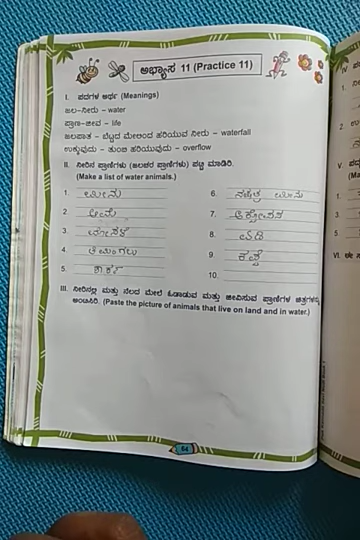 ಅಭ್ಯಾಸ 11 (Practice 11)
I. ಪದಗಳ ಅರ್ಥ (Meanings)
ಜಲ-ನೀರು – water
ಪ್ರಾಣ-ಜೀವ – life
ಜಲಪಾತ – ಬೆಟ್ಟದ ಮೇಲಿಂದ ಹರಿಯುವ ನೀರು – waterfall
ಉಕ್ಕುವುದು – ತುಂಬಿ ಹರಿಯುವುದು – overflow
II. ನೀರಿನ ಪ್ರಾಣಿಗಳು (ಜಲಚರ ಪ್ರಾಣಿಗಳು) ಪಟ್ಟಿ ಮಾಡಿರಿ.
(Make a list of water animals.)
1. ಮೀನು
2. ಆಮೆ
3. ಮೊಸಳೆ
4. ತಿಮಿಂಗಲು
5. ಶಾರ್ಕ್
6. ನಕ್ಷತ್ರ ಮೀನು
7. ಆಕ್ಟೋಪಸ್
8. ಏಡಿ
9. ಕಪ್ಪೆ
10.
III. ನೀರಿನಲ್ಲಿ ಮತ್ತು ನೆಲದ ಮೇಲೆ ಓಡಾಡುವ ಮತ್ತು ಜೀವಿಸುವ ಪ್ರಾಣಿಗಳ ಚಿತ್ರಗಳನ್ನು
ಅಂಟಿಸಿರಿ. (Paste the picture of animals that live on land and in water.)
54